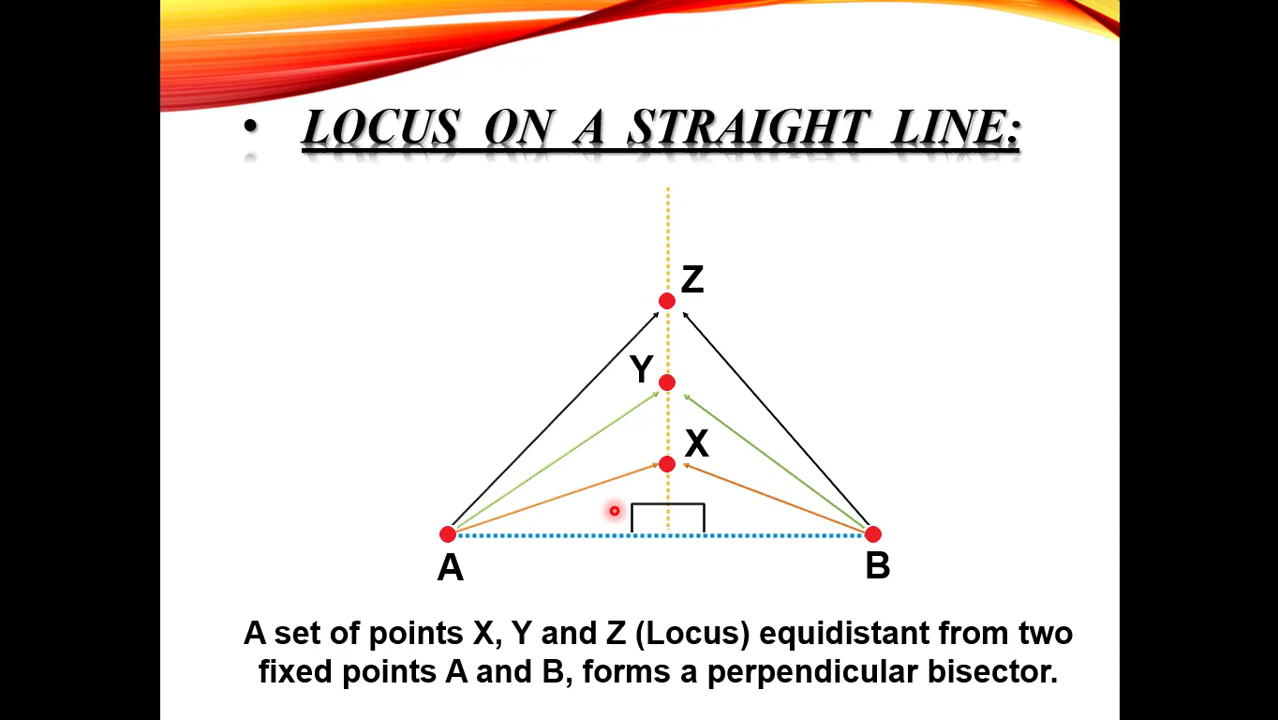 • LOCUS ON A STRAIGHT LINE:
Z
Y
X
A
B
A set of points X, Y and Z (Locus) equidistant from two
fixed points A and B, forms a perpendicular bisector.